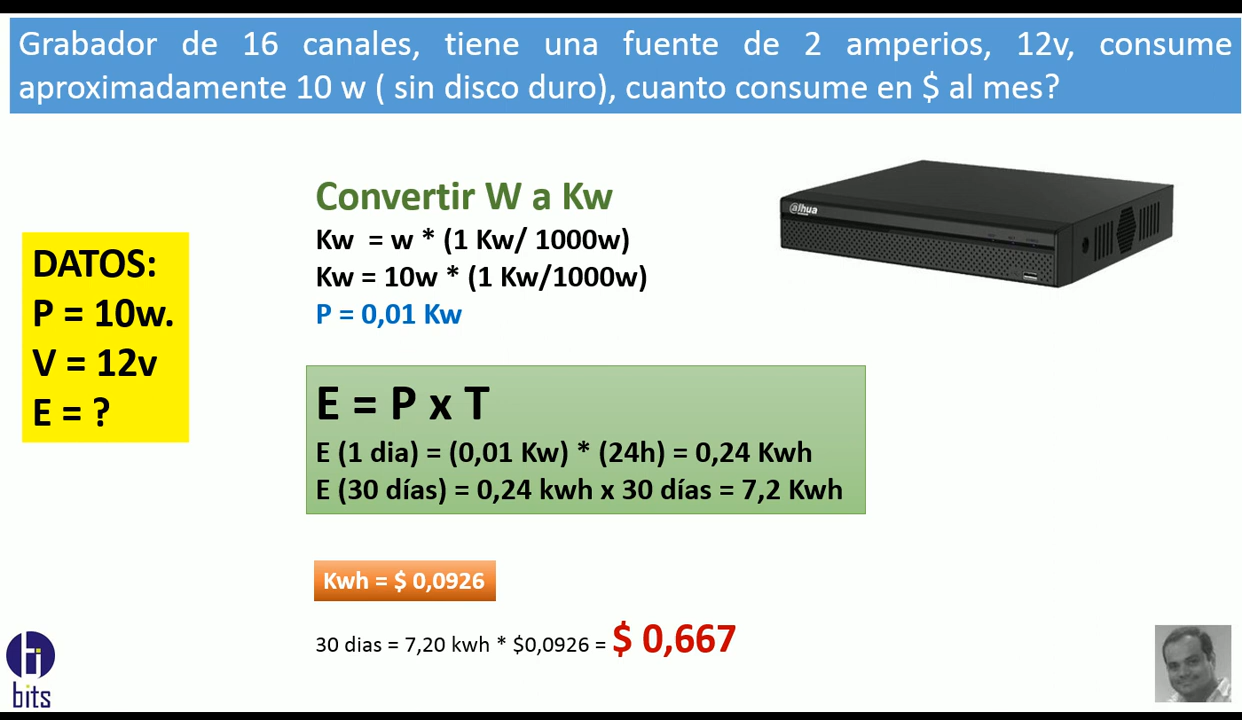 Grabador de 16 canales, tiene una fuente de 2 amperios, 12v, consume
aproximadamente 10 w ( sin disco duro), cuanto consume en $ al mes?
Convertir W a Kw
Kw = w * (1 Kw/ 1000w)
Kw = 10w * (1 Kw/1000w)
P = 0,01 Kw
alhua
DATOS:
P = 10w.
V = 12v
E = ?
E = P x T
E (1 dia) = (0,01 Kw) * (24h) = 0,24 Kwh
E (30 días) = 0,24 kwh x 30 días = 7,2 Kwh
Kwh = $ 0,0926
30 dias = 7,20 kwh * $0,0926 = $ 0,667
bits